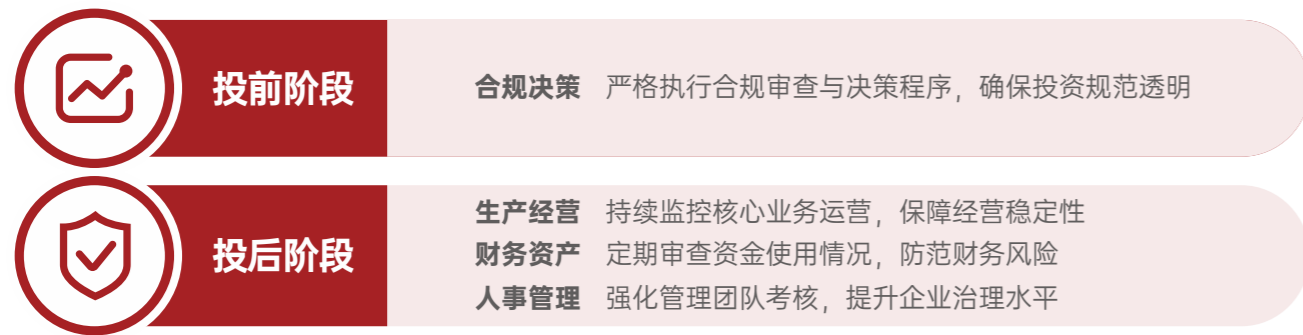 投前阶段
合规决策 严格执行合规审查与决策程序，确保投资规范透明
投后阶段
生产经营 持续监控核心业务运营，保障经营稳定性
财务资产 定期审查资金使用情况，防范财务风险
人事管理 强化管理团队考核，提升企业治理水平